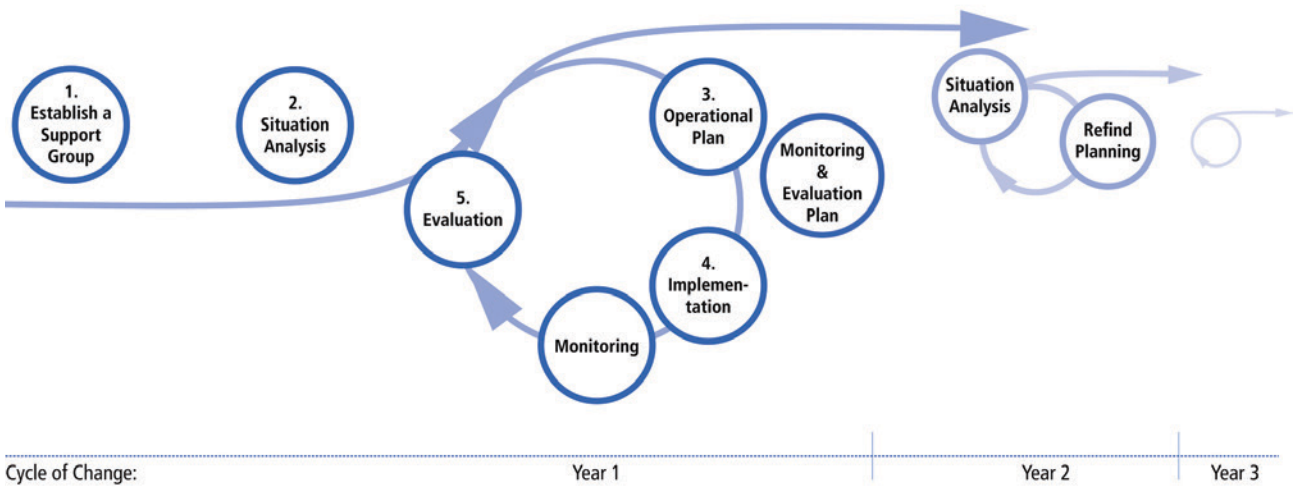 1.
Establish a
Support
Group
2.
Situation
Analysis
3.
Operational
Plan
Monitoring
&
Evaluation
Plan
4.
Implemen-
tation
Monitoring
5.
Evaluation
Situation
Analysis
Refind
Planning
Cycle of Change:
Year 1
Year 2
Year 3